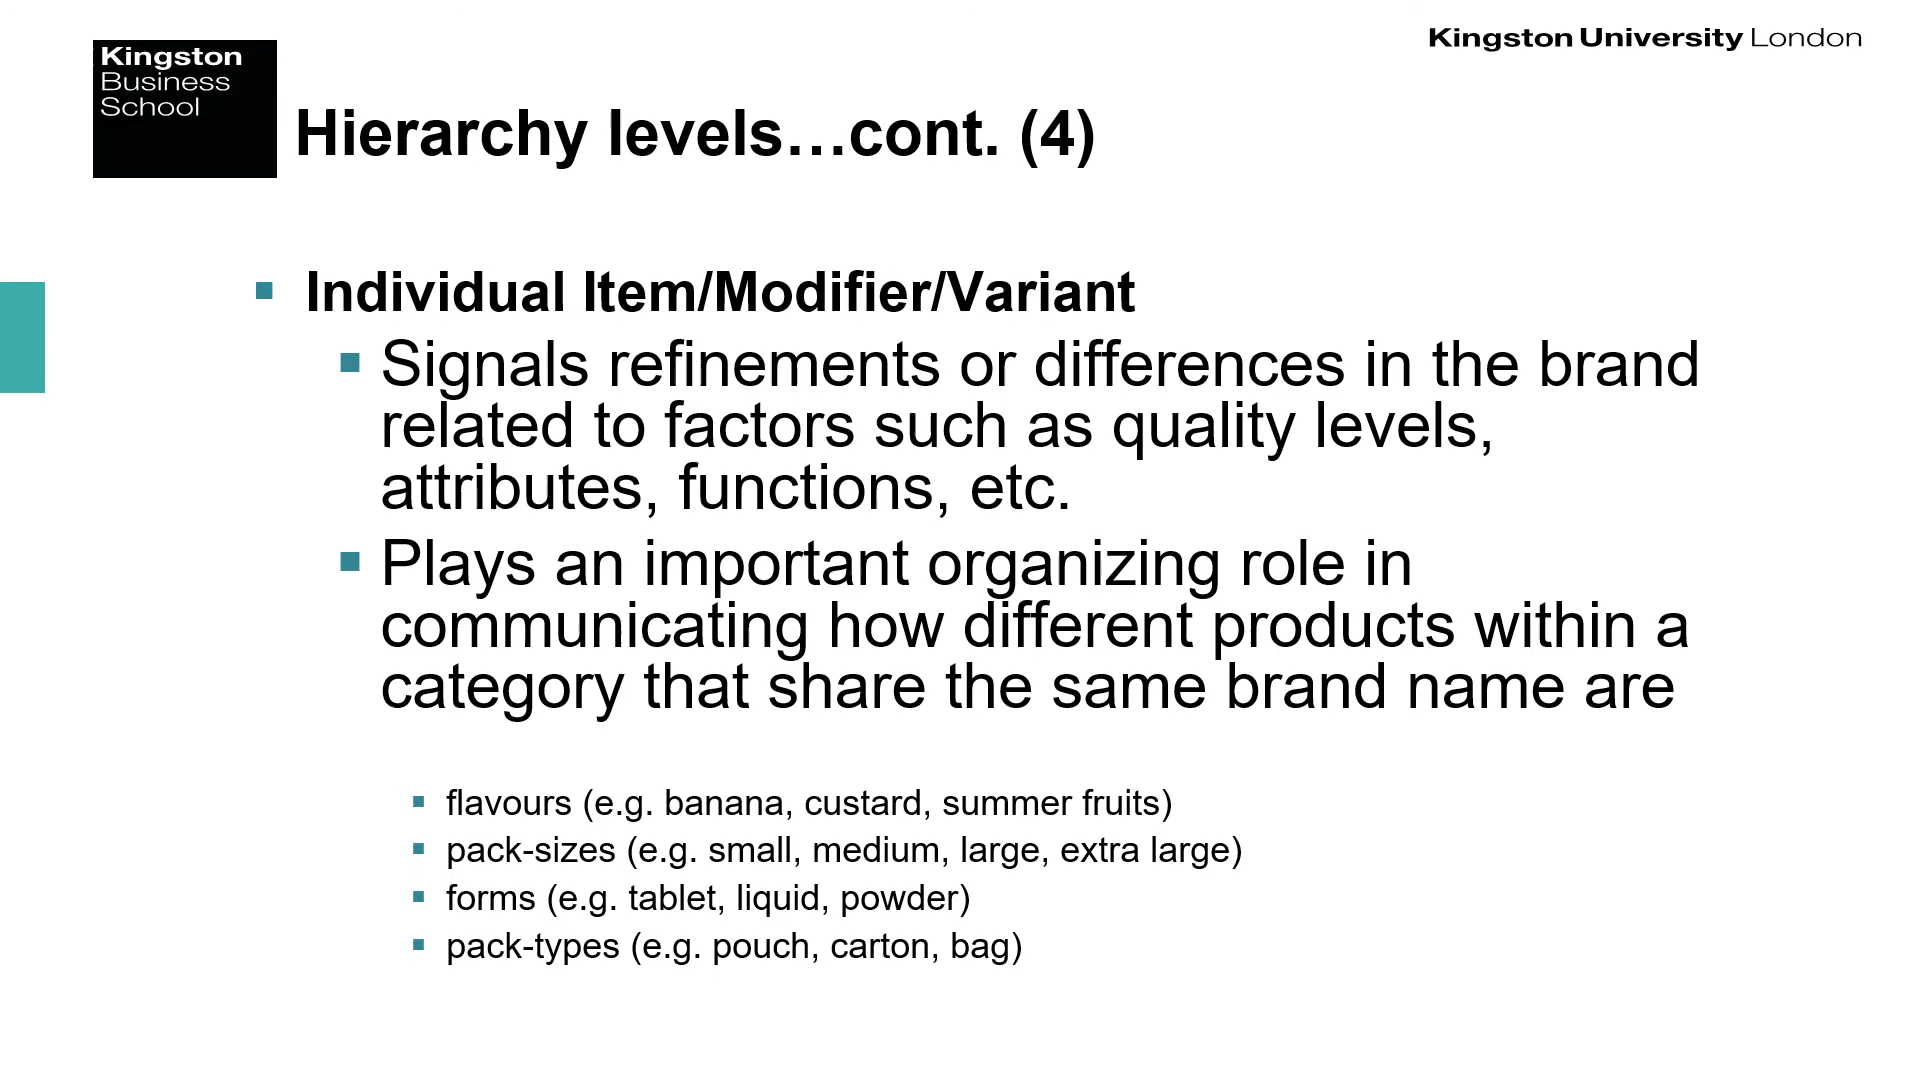 Kingston University London
Kingston
Business
School
Hierarchy levels…cont. (4)
▪ Individual Item/Modifier/Variant
▪ Signals refinements or differences in the brand
related to factors such as quality levels,
attributes, functions, etc.
▪ Plays an important organizing role in
communicating how different products within a
category that share the same brand name are
▪ flavours (e.g. banana, custard, summer fruits)
▪ pack-sizes (e.g. small, medium, large, extra large)
▪ forms (e.g. tablet, liquid, powder)
▪ pack-types (e.g. pouch, carton, bag)